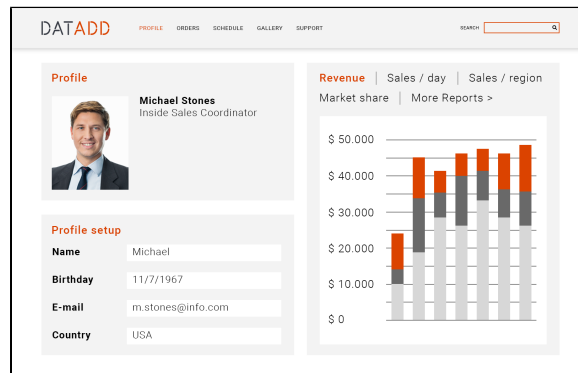 DATADD
PROFILE ORDERS SCHEDULE GALLERY SUPPORT
SEARCH
Profile
Michael Stones
Inside Sales Coordinator
Profile setup
Name Michael
Birthday 11/7/1967
E-mail m.stones@info.com
Country USA
Revenue | Sales / day | Sales / region
Market share | More Reports >
$ 50.000
$ 40.000
$ 30.000
$ 20.000
$ 10.000
$ 0